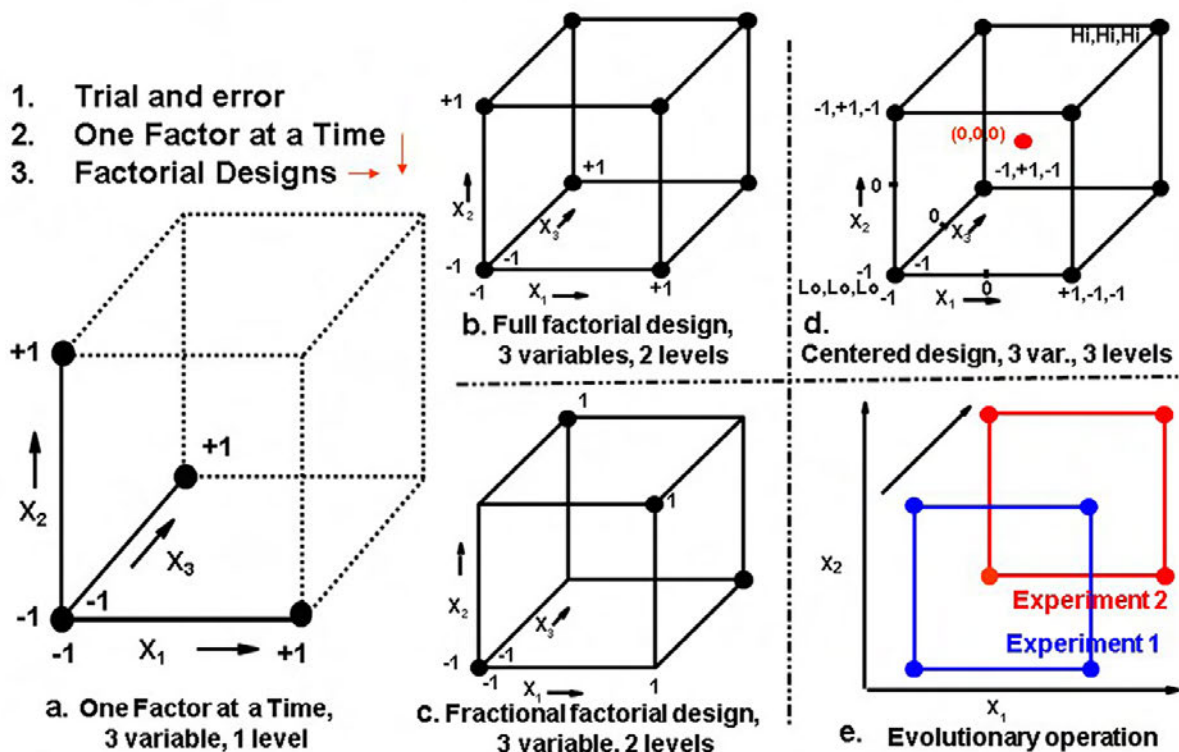 1. Trial and error
2. One Factor at a Time
3. Factorial Designs
+1
+1
X2
X3
-1
-1
-1
X1
+1
a. One Factor at a Time,
3 variable, 1 level
+1
+1
X2
X3
-1
-1
-1
X1
+1
b. Full factorial design,
3 variables, 2 levels
1
1
X2
X3
-1
-1
-1
X1
1
c. Fractional factorial design,
3 variable, 2 levels
Hi,Hi,Hi
-1,+1,-1
(0,0,0)
-1,+1,-1
0
X2
0
X3
-1
-1
Lo,Lo,Lo
0
-1
X1
+1,-1,-1
d.
Centered design, 3 var., 3 levels
X2
Experiment 2
Experiment 1
X1
e. Evolutionary operation